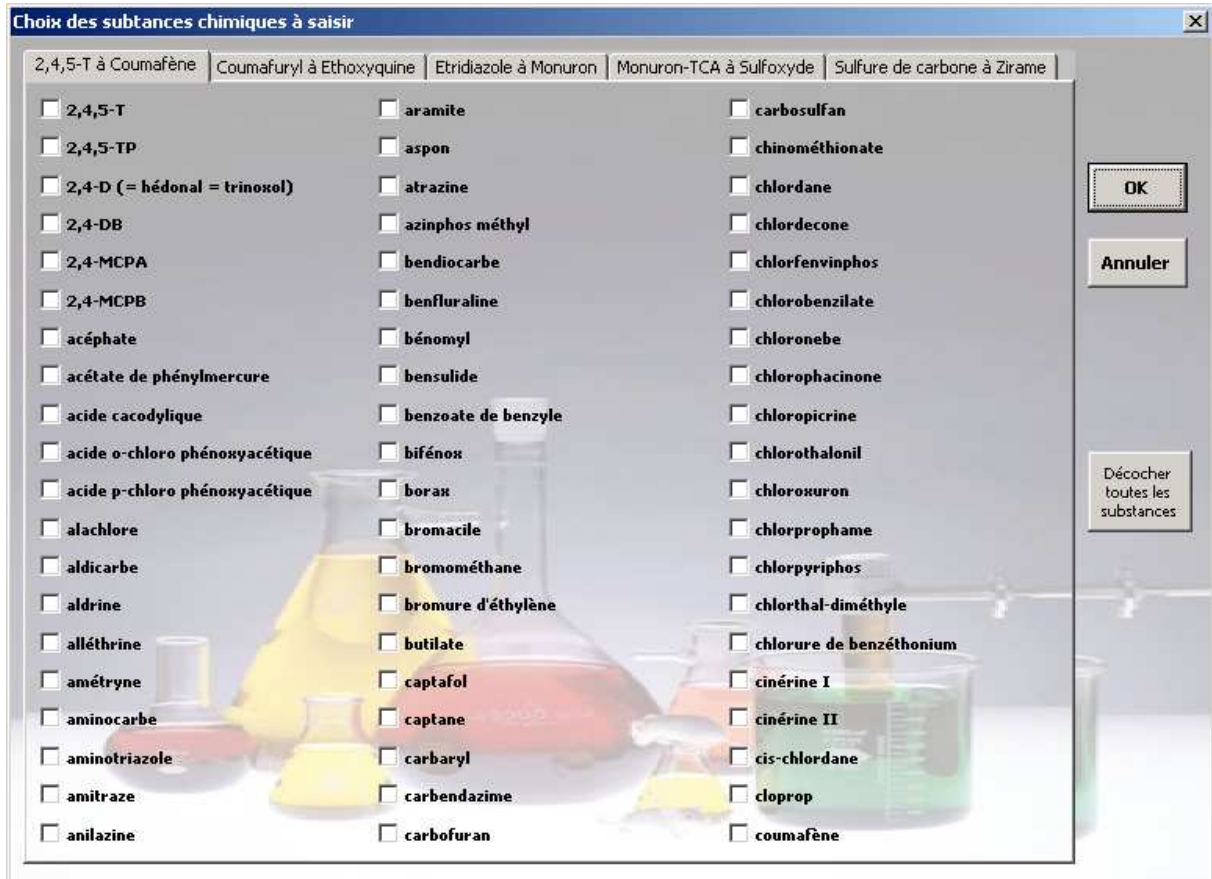 Choix des subtances chimiques à saisir
2,4,5-T à Coumafène
Coumafuryl à Ethoxyquine
Etridiazole à Monuron
Monuron-TCA à Sulfoxyde
Sulfure de carbone à Zirame
2,4,5-T
2,4,5-TP
2,4-D (= hédonal = trinoxol)
2,4-DB
2,4-MCPA
2,4-MCPB
acéphate
acétate de phénylmercure
acide cacodylique
acide o-chloro phénoxyacétique
acide p-chloro phénoxyacétique
alachlore
aldicarbe
aldrine
alléthrine
amétryne
aminocarbe
aminotriazole
amitraze
anilazine
aramite
aspon
atrazine
azinphos méthyl
bendiocarbe
benfluraline
bénomyl
bensulide
benzoate de benzyle
bifénox
borax
bromacile
bromométhane
bromure d'éthylène
butilate
captafol
captane
carbaryl
carbendazime
carbofuran
carbosulfan
chinométhionate
chlordane
chlordecone
chlorfenvinphos
chlorobenzilate
chloronebe
chlorophacinone
chloropicrine
chlorothalonil
chloroxuron
chlorprophame
chlorpyriphos
chlorthal-diméthyle
chlorure de benzéthonium
cinérine I
cinérine II
cis-chlordane
cloprop
coumafène
OK
Annuler
Décocher
toutes les
substances